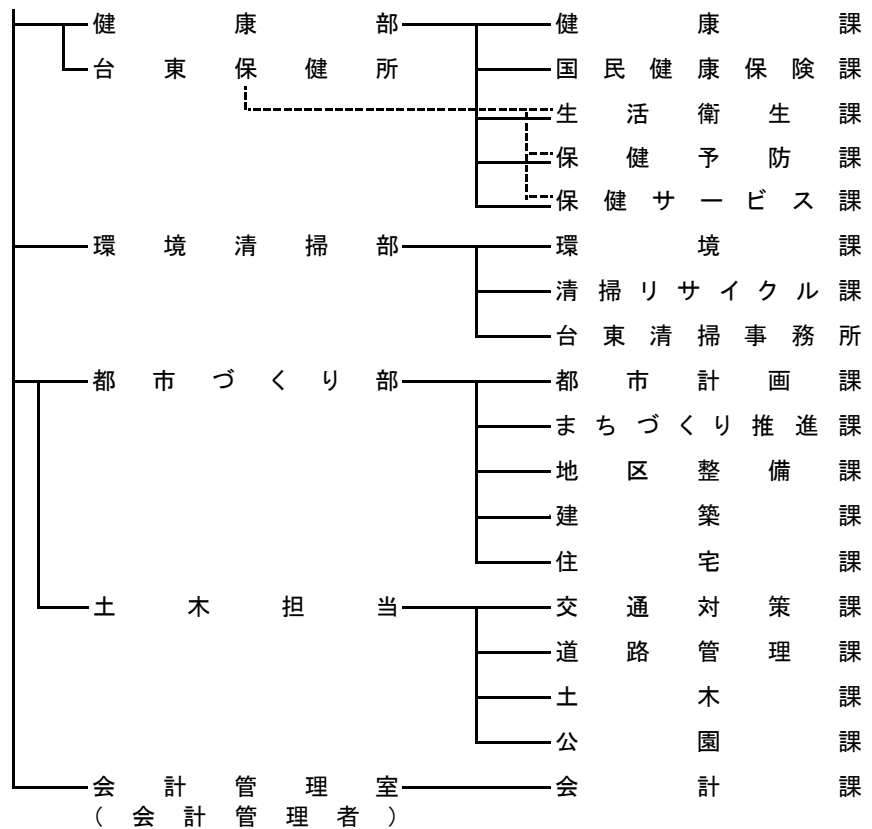 健康部 健康課
台東保健所 国民健康保険課
生活衛生課
保健予防課
保健サービス課
環境清掃部 環境課
清掃リサイクル課
台東清掃事務所
都市づくり部 都市計画課
まちづくり推進課
地区整備課
建築課
住宅課
土木担当 交通対策課
道路管理課
土木課
公園課
会計管理室 会計課
(会計管理者)